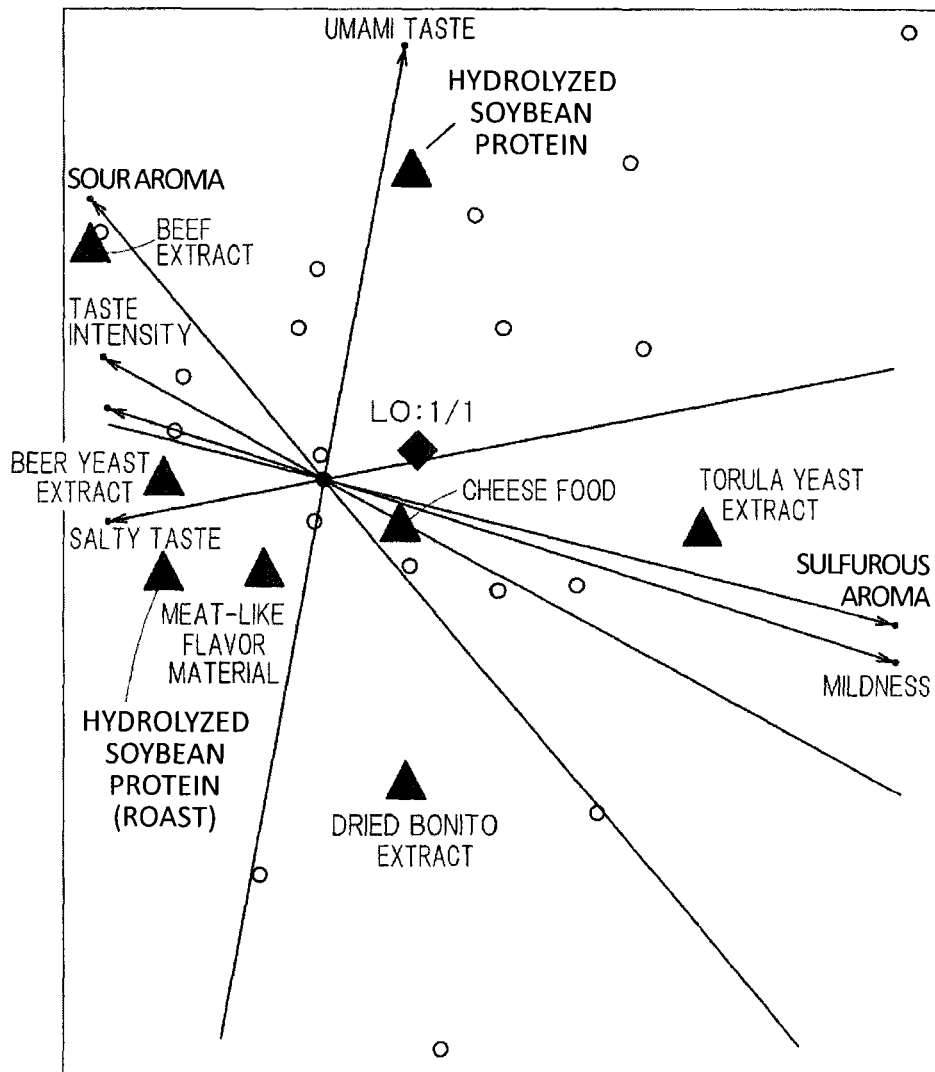 UMAMI TASTE
HYDROLYZED
SOYBEAN
PROTEIN
SOUR AROMA
BEEF
EXTRACT
TASTE
INTENSITY
LO:1/1
BEER YEAST
EXTRACT
CHEESE FOOD
TORULA YEAST
EXTRACT
SALTY TASTE
SULFUROUS
AROMA
MEAT-LIKE
FLAVOR
MATERIAL
MILDNESS
HYDROLYZED
SOYBEAN
PROTEIN
(ROAST)
DRIED BONITO
EXTRACT